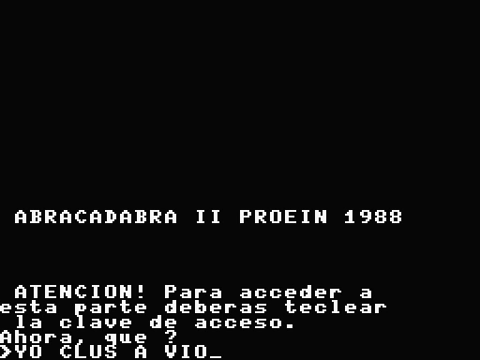 ABRACADABRA II PROEIN 1988
ATENCION! Para acceder a
esta parte deberas teclear
la clave de acceso.
Ahora, que ?
>YO CLUS A VIO_